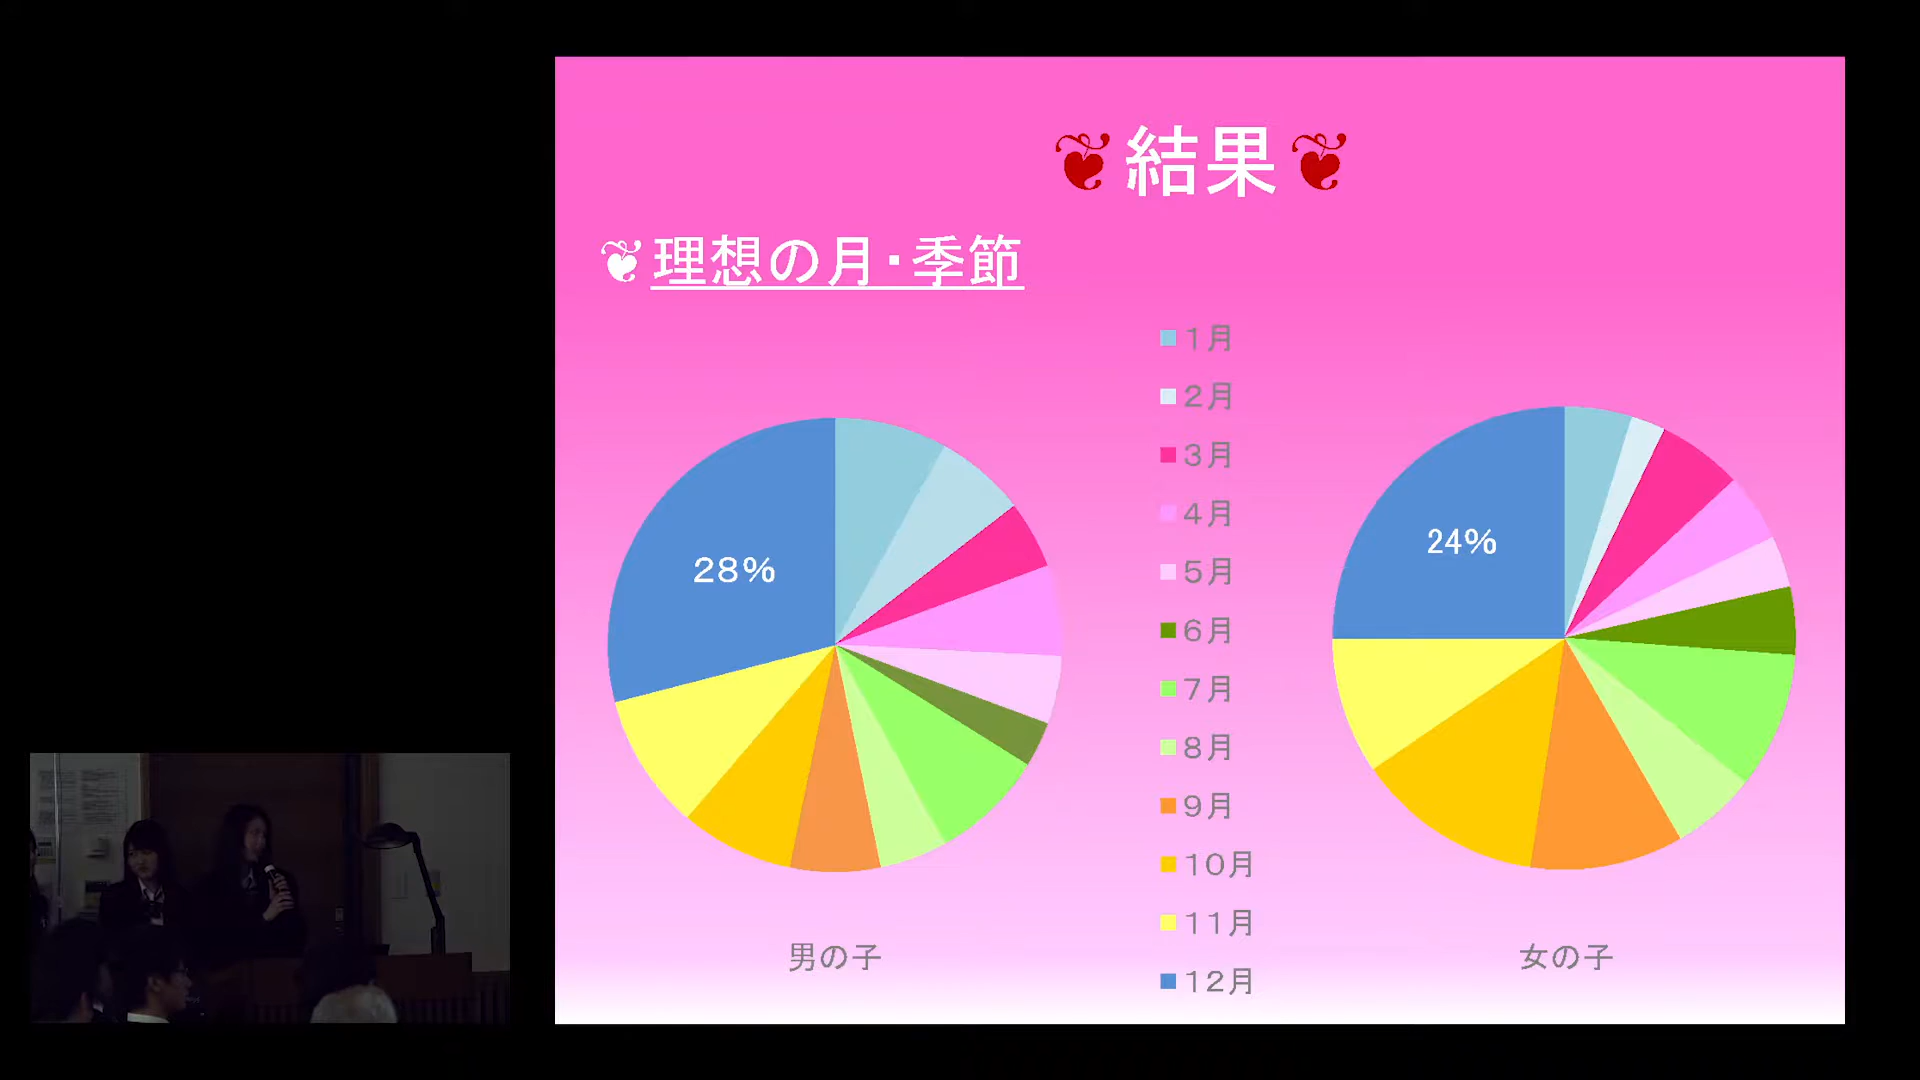 結果
理想の月・季節
1月
2月
3月
4月
5月
6月
7月
8月
9月
10月
11月
12月
28%
24%
男の子
女の子